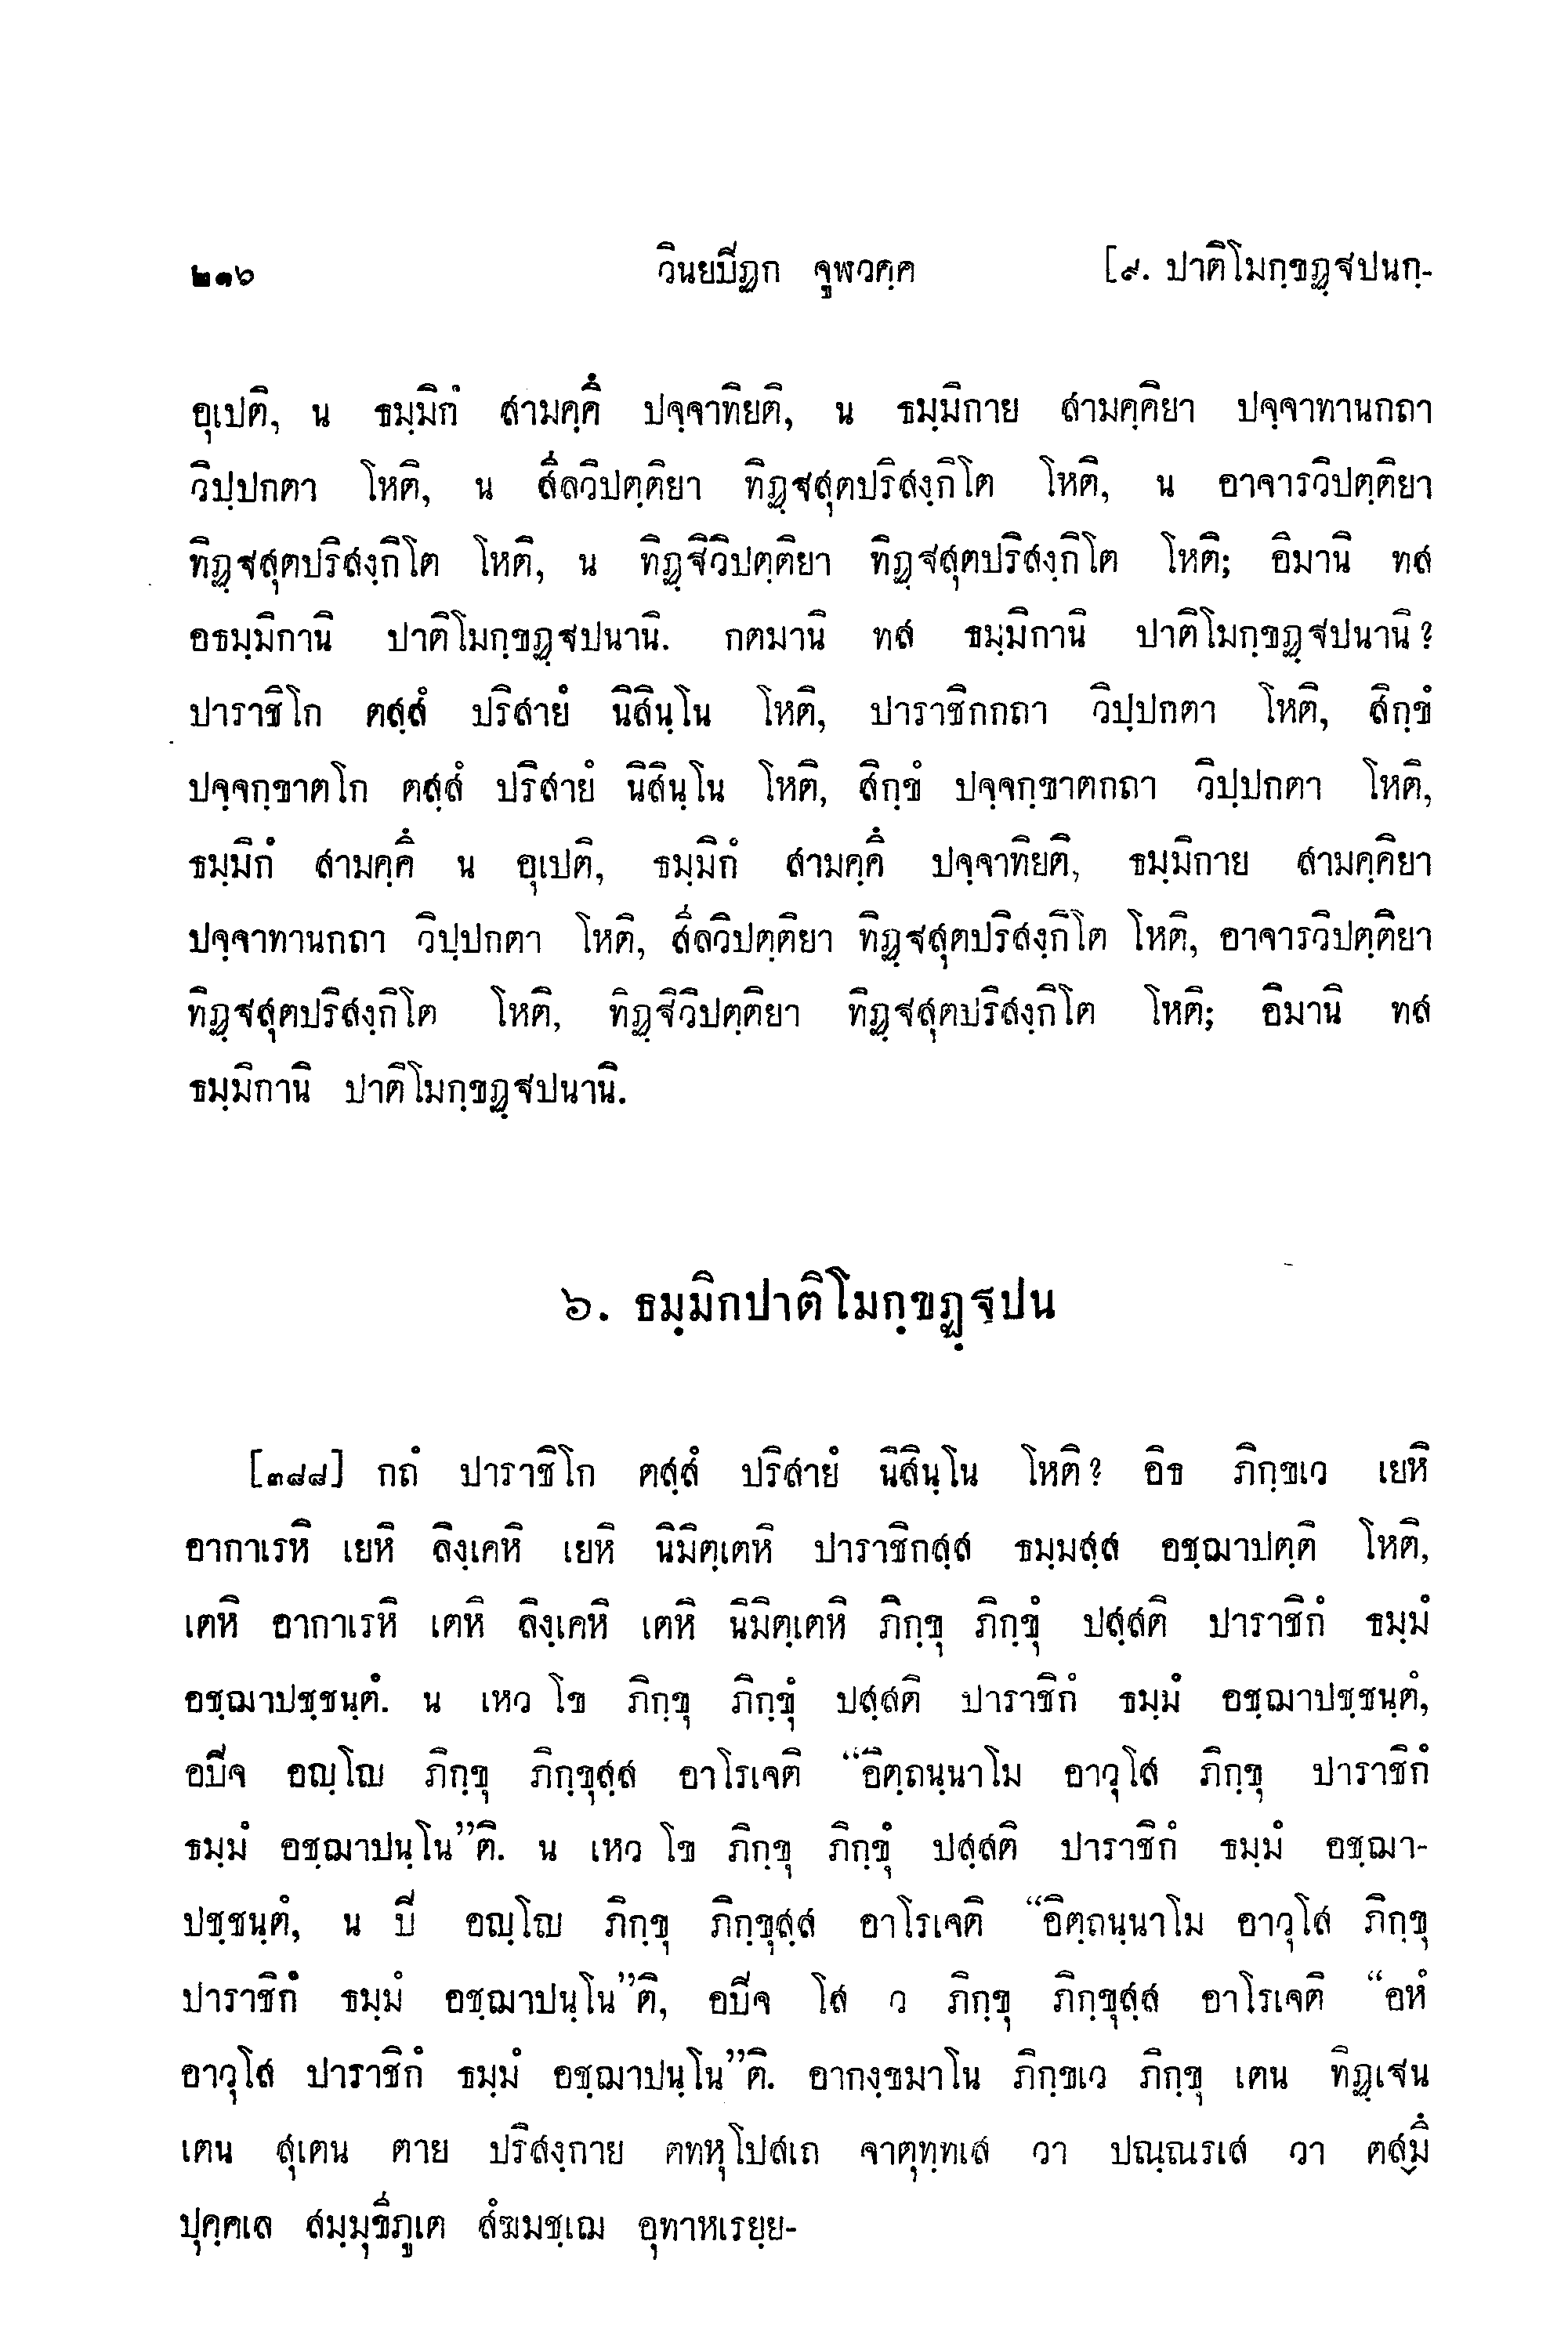 ๒๑๖ วินยปิฏก จูฬวคฺค [๙. ปาติโมกฺขฏฺฐปนกฺ-
อุเปติ, น ธมฺมิกํ สามคฺคึ ปจฺจาทิยติ, น ธมฺมิกาย สามคฺคิยา ปจฺจาทานกถา
วิปฺปกตา โหติ, น สีลวิปตฺติยา ทิฏฺฐสุตปริสงฺกิโต โหติ, น อาจารวิปตฺติยา
ทิฏฺฐสุตปริสงฺกิโต โหติ, น ทิฏฺฐิวิปตฺติยา ทิฏฺฐสุตปริสงฺกิโต โหติ; อิมานิ ทส
อธมฺมิกานิ ปาติโมกฺขฏฺฐปนานิ. กตมานิ ทส ธมฺมิกานิ ปาติโมกฺขฏฺฐปนานิ?
ปาราชิโก ตสฺสํ ปริสายํ นิสินฺโน โหติ, ปาราชิกกถา วิปฺปกตา โหติ, สิกฺขํ
ปจฺจกฺขาตโก ตสฺสํ ปริสายํ นิสินฺโน โหติ, สิกฺขํ ปจฺจกฺขาตกถา วิปฺปกตา โหติ,
ธมฺมิกํ สามคฺคึ น อุเปติ, ธมฺมิกํ สามคฺคึ ปจฺจาทิยติ, ธมฺมิกาย สามคฺคิยา
ปจฺจาทานกถา วิปฺปกตา โหติ, สีลวิปตฺติยา ทิฏฺฐสุตปริสงฺกิโต โหติ, อาจารวิปตฺติยา
ทิฏฺฐสุตปริสงฺกิโต โหติ, ทิฏฺฐิวิปตฺติยา ทิฏฺฐสุตปริสงฺกิโต โหติ; อิมานิ ทส
ธมฺมิกานิ ปาติโมกฺขฏฺฐปนานิ.
๖. ธมฺมิกปาติโมกฺขฏฺฐปน
[๓๘๘] กถํ ปาราชิโก ตสฺสํ ปริสายํ นิสินฺโน โหติ? อิธ ภิกฺขเว เยหิ
อากาเรหิ เยหิ ลิงฺเคหิ เยหิ นิมิตฺเตหิ ปาราชิกสฺส ธมฺมสฺส อชฺฌาปตฺติ โหติ,
เตหิ อากาเรหิ เตหิ ลิงฺเคหิ เตหิ นิมิตฺเตหิ ภิกฺขุ ภิกฺขุํ ปสฺสติ ปาราชิกํ ธมฺมํ
อชฺฌาปชฺชนฺตํ. น เหว โข ภิกฺขุ ภิกฺขุํ ปสฺสติ ปาราชิกํ ธมฺมํ อชฺฌาปชฺชนฺตํ,
อปิจ อญฺโญ ภิกฺขุ ภิกฺขุสฺส อาโรเจติ “อิตฺถนฺนาโม อาวุโส ภิกฺขุ ปาราชิกํ
ธมฺมํ อชฺฌาปนฺโน”ติ. น เหว โข ภิกฺขุ ภิกฺขุํ ปสฺสติ ปาราชิกํ ธมฺมํ อชฺฌา-
ปชฺชนฺตํ, น ปิ อญฺโญ ภิกฺขุ ภิกฺขุสฺส อาโรเจติ “อิตฺถนฺนาโม อาวุโส ภิกฺขุ
ปาราชิกํ ธมฺมํ อชฺฌาปนฺโน”ติ, อปิจ โส ว ภิกฺขุ ภิกฺขุสฺส อาโรเจติ “อหํ
อาวุโส ปาราชิกํ ธมฺมํ อชฺฌาปนฺโน”ติ. อากงฺขมาโน ภิกฺขเว ภิกฺขุ เตน ทิฏฺเฐน
เตน สุเตน ตาย ปริสงฺกาย ตทหุโปสเถ จาตุทฺทเส วา ปณฺณรเส วา ตสฺมึ
ปุคฺคเล สมฺมุขีภูเต สํฆมชฺเฌ อุทาหเรยฺย-